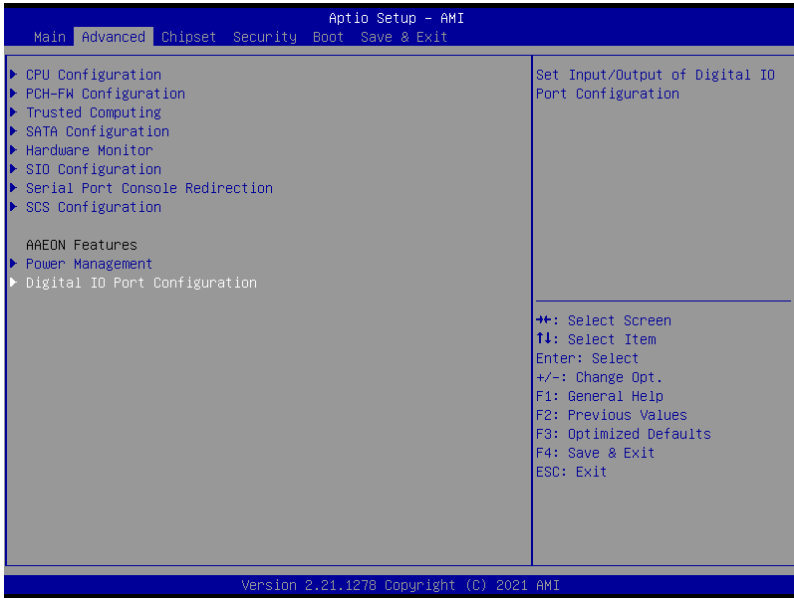 Aptio Setup – AMI
Main Advanced Chipset Security Boot Save & Exit
CPU Configuration
PCH-FW Configuration
Trusted Computing
SATA Configuration
Hardware Monitor
SIO Configuration
Serial Port Console Redirection
SCS Configuration
AAEON Features
Power Management
Digital IO Port Configuration
Set Input/Output of Digital IO
Port Configuration
→←: Select Screen
↑↓: Select Item
Enter: Select
+/-: Change Opt.
F1: General Help
F2: Previous Values
F3: Optimized Defaults
F4: Save & Exit
ESC: Exit
Version 2.21.1278 Copyright (C) 2021 AMI